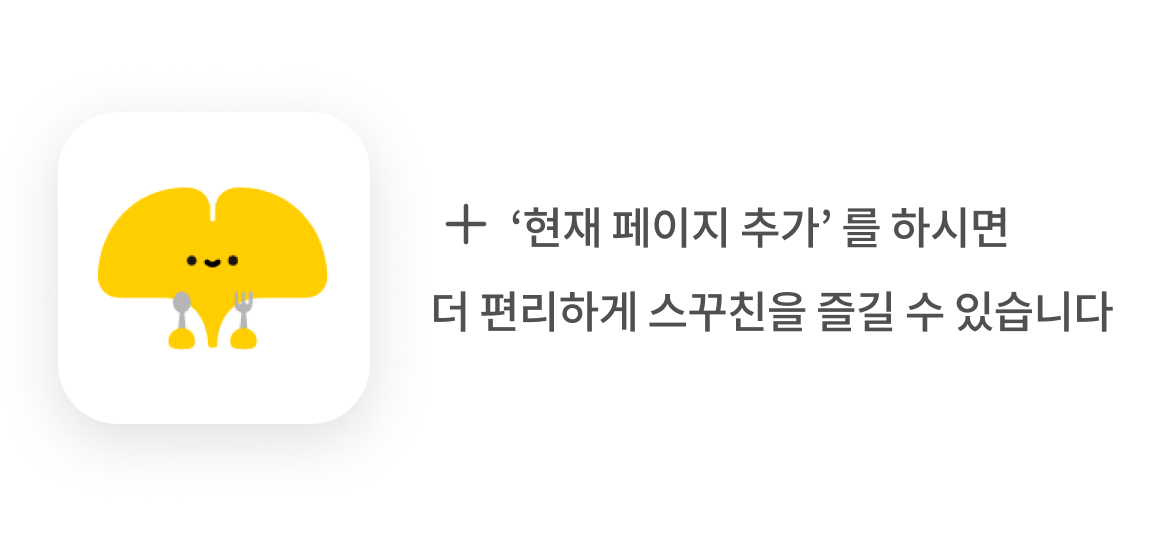 + ‘현재 페이지 추가’ 를 하시면
더 편리하게 스꾸친을 즐길 수 있습니다